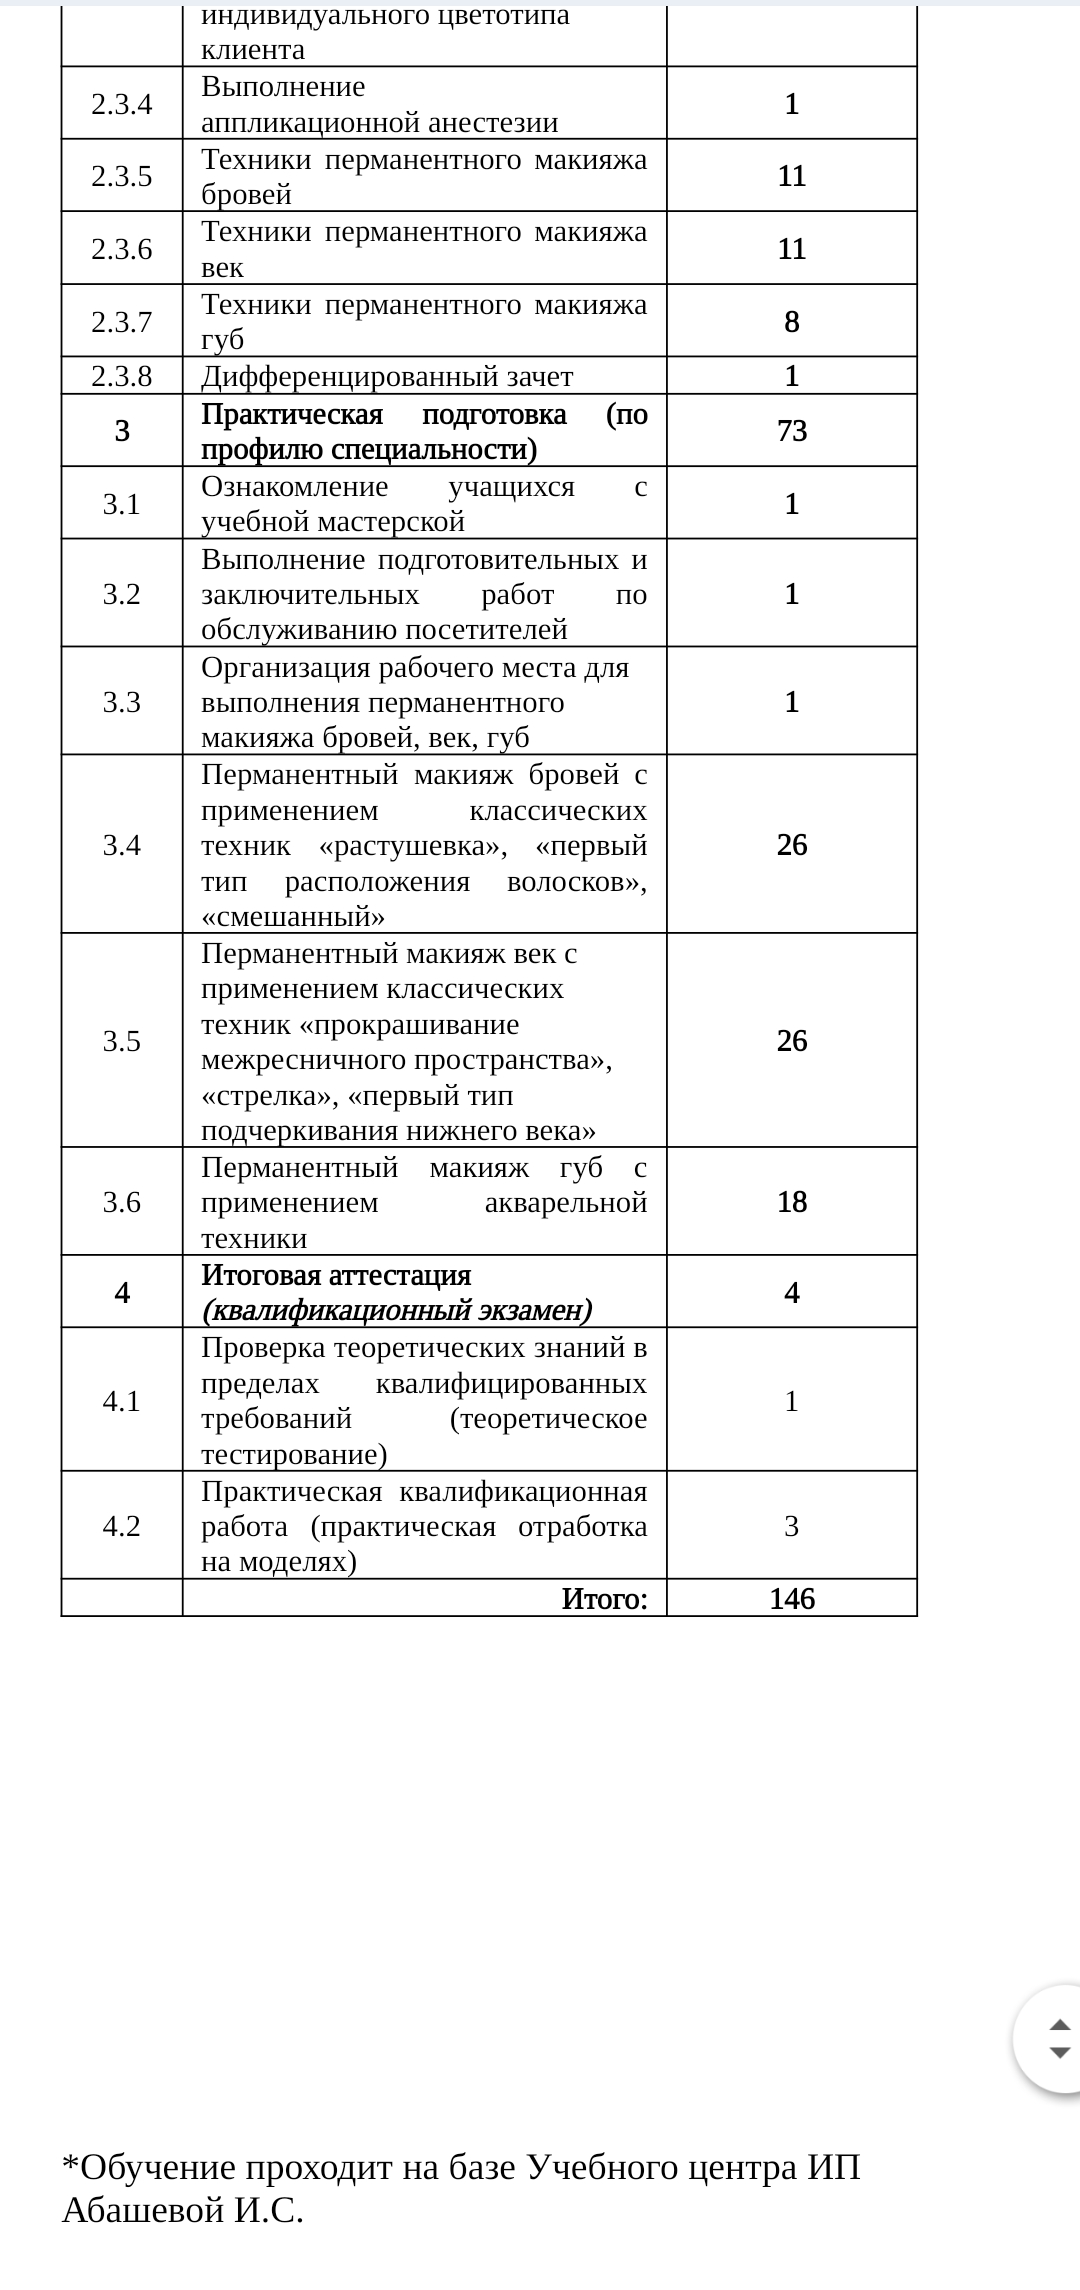 индивидуального цветотипа
клиента
2.3.4
Выполнение
аппликационной анестезии
1
2.3.5
Техники перманентного макияжа
бровей
11
2.3.6
Техники перманентного макияжа
век
11
2.3.7
Техники перманентного макияжа
губ
8
2.3.8
Дифференцированный зачет
1
3
Практическая подготовка (по
профилю специальности)
73
3.1
Ознакомление учащихся с
учебной мастерской
1
3.2
Выполнение подготовительных и
заключительных работ по
обслуживанию посетителей
1
3.3
Организация рабочего места для
выполнения перманентного
макияжа бровей, век, губ
1
3.4
Перманентный макияж бровей с
применением классических
техник «растушевка», «первый
тип расположения волосков»,
«смешанный»
26
3.5
Перманентный макияж век с
применением классических
техник «прокрашивание
межресничного пространства»,
«стрелка», «первый тип
подчеркивания нижнего века»
26
3.6
Перманентный макияж губ с
применением акварельной
техники
18
4
Итоговая аттестация
(квалификационный экзамен)
4
4.1
Проверка теоретических знаний в
пределах квалифицированных
требований (теоретическое
тестирование)
1
4.2
Практическая квалификационная
работа (практическая отработка
на моделях)
3
Итого:
146
*Обучение проходит на базе Учебного центра ИП
Абашевой И.С.